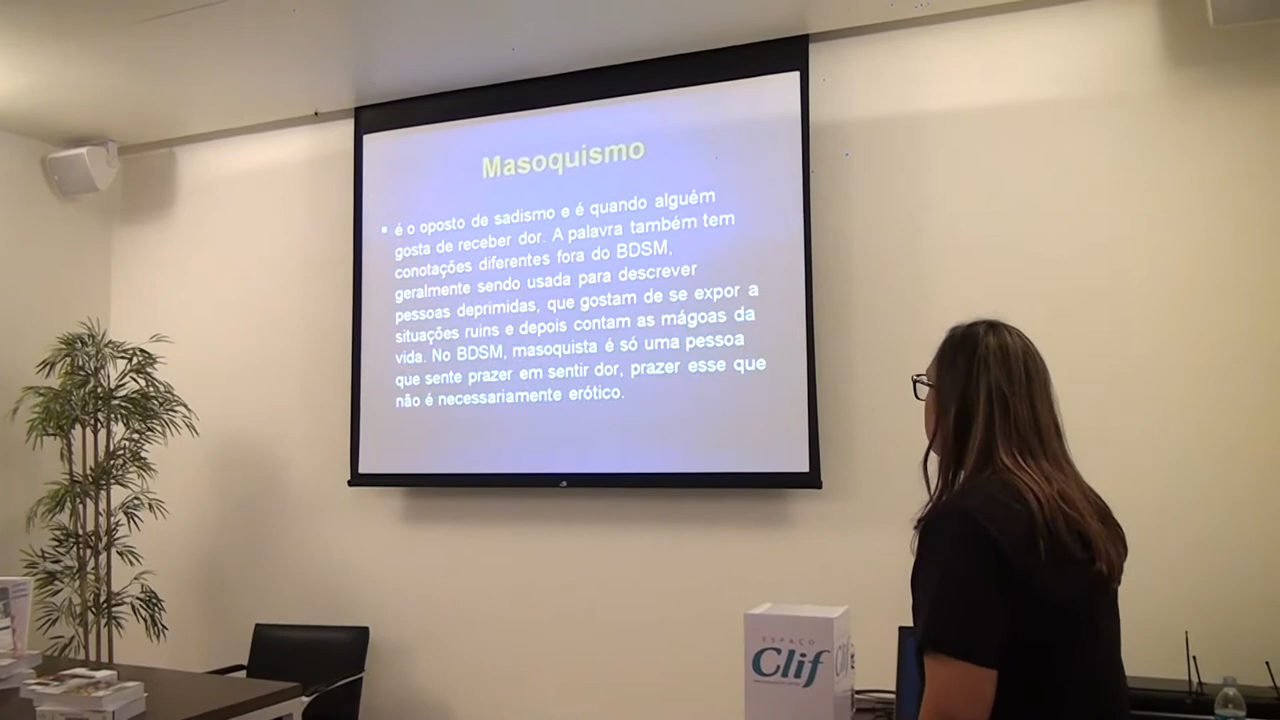 Masoquismo
é o oposto de sadismo e é quando alguém
gosta de receber dor. A palavra também tem
conotações diferentes fora do BDSM,
geralmente sendo usada para descrever
pessoas deprimidas, que gostam de se expor a
situações ruins e depois contam as mágoas da
vida. No BDSM, masoquista é só uma pessoa
que sente prazer em sentir dor, prazer esse que
não é necessariamente erótico.
ESPAÇO
Clif